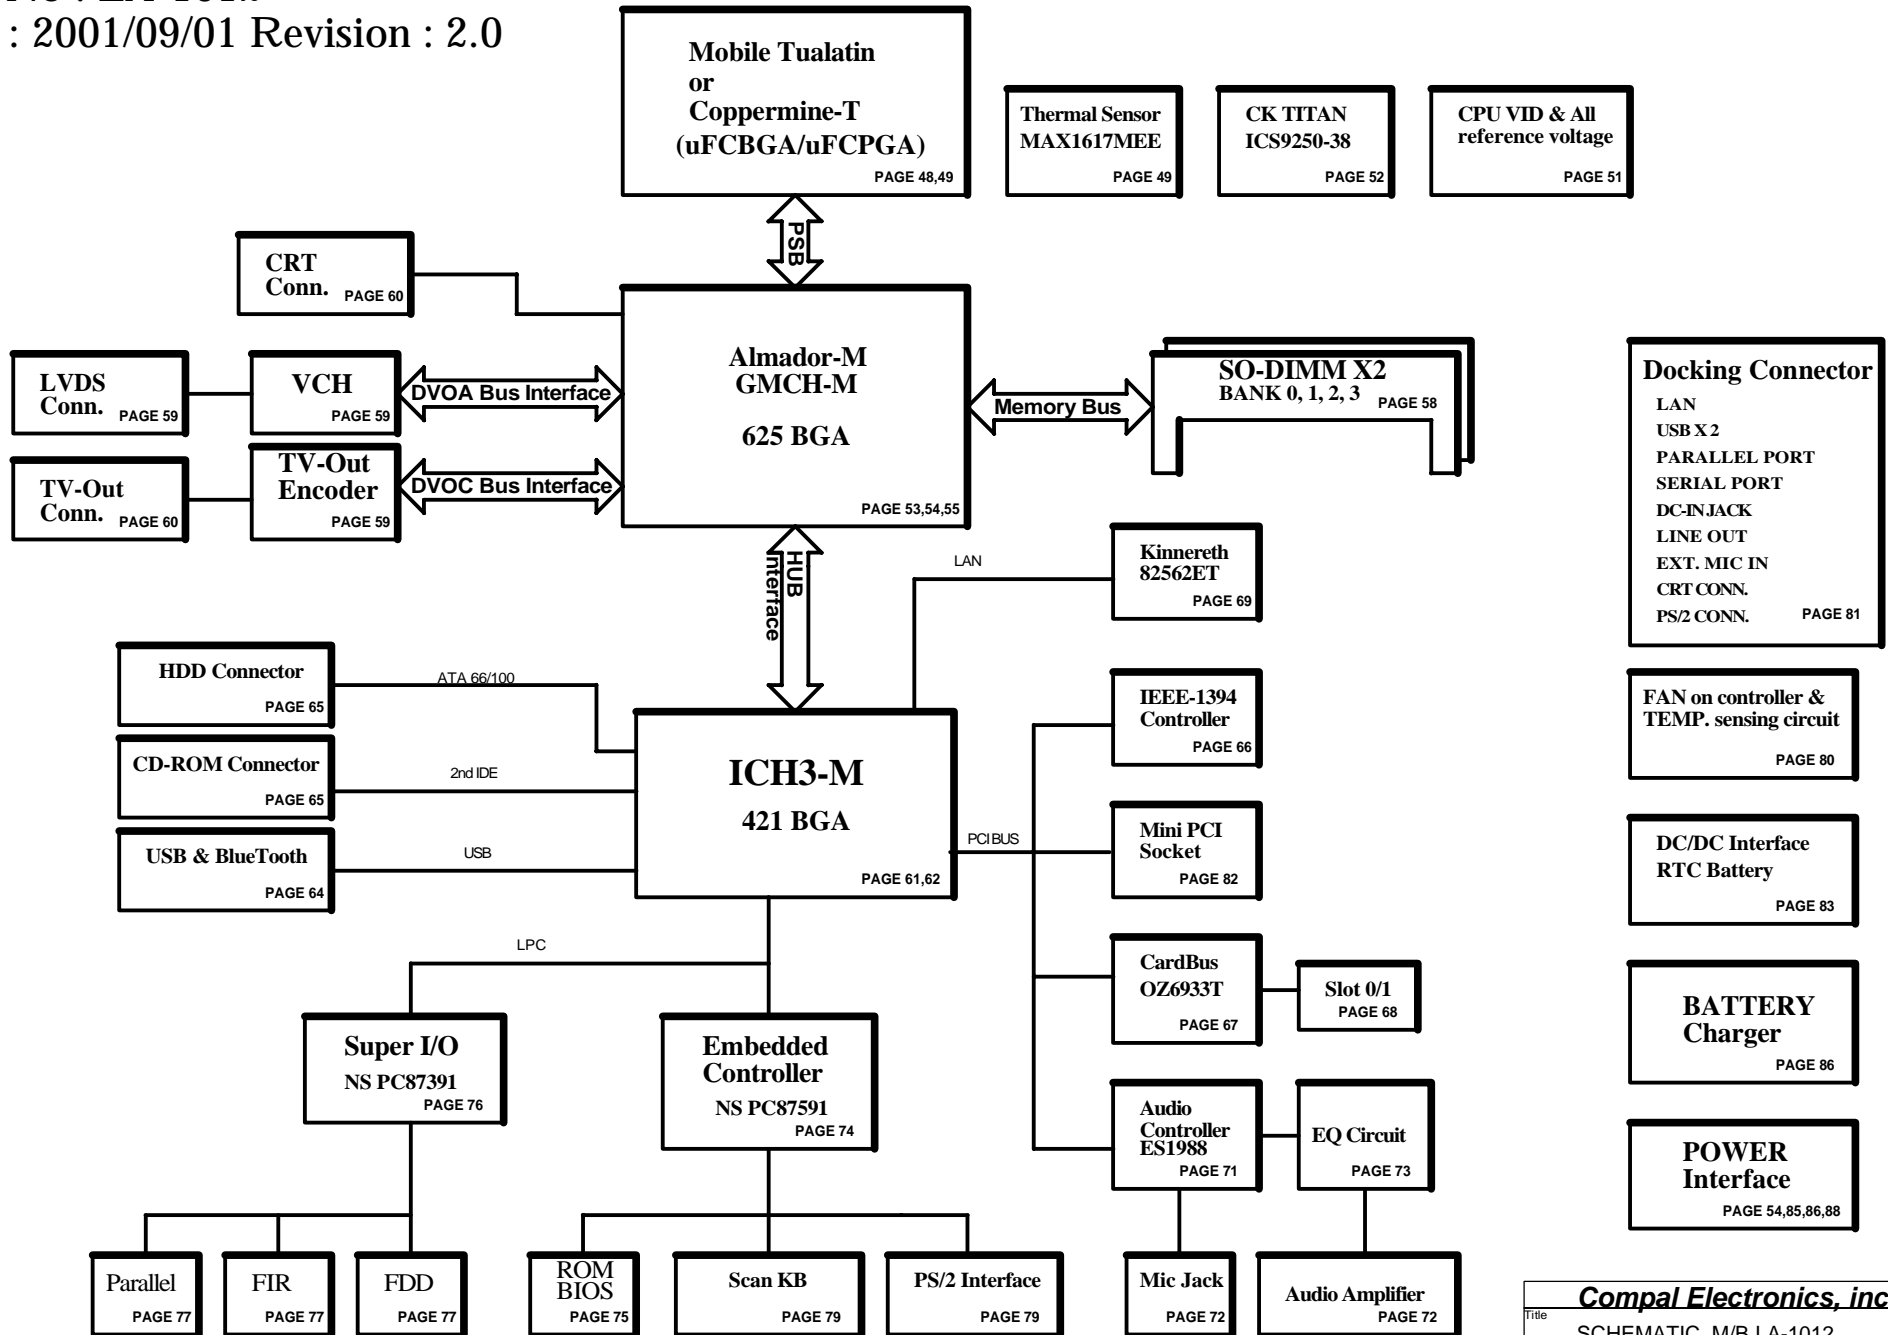 : 2001/09/01 Revision : 2.0
Mobile Tualatin
or
Coppermine-T
(uFCBGA/uFCPGA)
PAGE 48,49
Thermal Sensor
MAX1617MEE
PAGE 49
CK TITAN
ICS9250-38
PAGE 52
CPU VID & All
reference voltage
PAGE 51
PSB
CRT
Conn.
PAGE 60
LVDS
Conn.
PAGE 59
VCH
PAGE 59
DVOA Bus Interface
TV-Out
Conn.
PAGE 60
TV-Out
Encoder
PAGE 59
DVOC Bus Interface
Almador-M
GMCH-M
625 BGA
PAGE 53,54,55
Memory Bus
SO-DIMM X2
BANK 0, 1, 2, 3
PAGE 58
Docking Connector
LAN
USB X 2
PARALLEL PORT
SERIAL PORT
DC-IN JACK
LINE OUT
EXT. MIC IN
CRT CONN.
PS/2 CONN.
PAGE 81
HUB
Interface
LAN
Kinnereth
82562ET
PAGE 69
HDD Connector
PAGE 65
ATA 66/100
CD-ROM Connector
PAGE 65
2nd IDE
USB & BlueTooth
PAGE 64
USB
ICH3-M
421 BGA
PAGE 61,62
PCI BUS
IEEE-1394
Controller
PAGE 66
Mini PCI
Socket
PAGE 82
CardBus
OZ6933T
PAGE 67
Slot 0/1
PAGE 68
Audio
Controller
ES1988
PAGE 71
EQ Circuit
PAGE 73
FAN on controller &
TEMP. sensing circuit
PAGE 80
DC/DC Interface
RTC Battery
PAGE 83
BATTERY
Charger
PAGE 86
POWER
Interface
PAGE 54,85,86,88
LPC
Super I/O
NS PC87391
PAGE 76
Embedded
Controller
NS PC87591
PAGE 74
Parallel
PAGE 77
FIR
PAGE 77
FDD
PAGE 77
ROM
BIOS
PAGE 75
Scan KB
PAGE 79
PS/2 Interface
PAGE 79
Mic Jack
PAGE 72
Audio Amplifier
PAGE 72
Compal Electronics, inc
Title
SCHEMATIC, M/B LA-1012